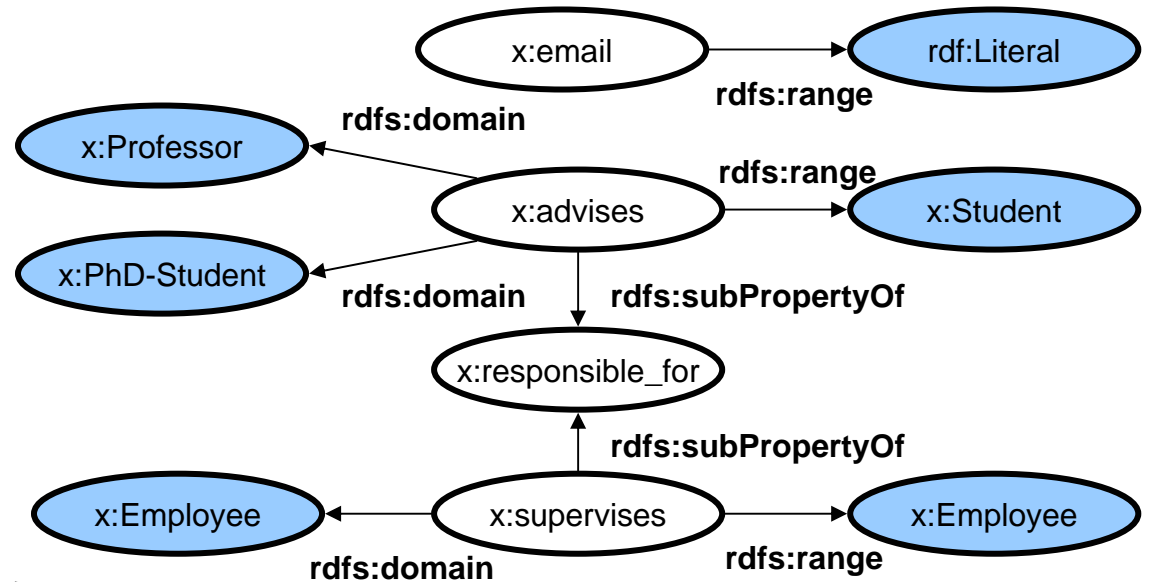 x:email
rdf:Literal
rdfs:range
rdfs:domain
x:Professor
rdfs:range
x:advises
x:Student
x:PhD-Student
rdfs:domain
rdfs:subPropertyOf
x:responsible_for
rdfs:subPropertyOf
x:Employee
x:supervises
x:Employee
rdfs:domain
rdfs:range